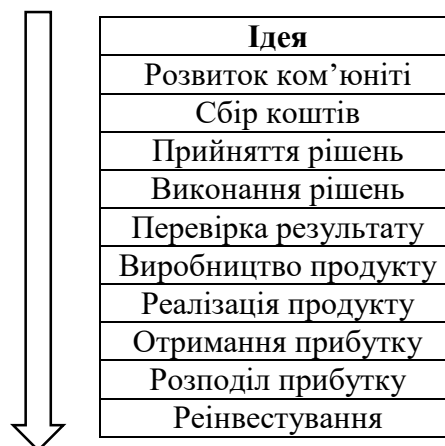 Ідея
Розвиток ком’юніті
Сбір коштів
Прийняття рішень
Виконання рішень
Перевірка результату
Виробництво продукту
Реалізація продукту
Отримання прибутку
Розподіл прибутку
Реінвестування